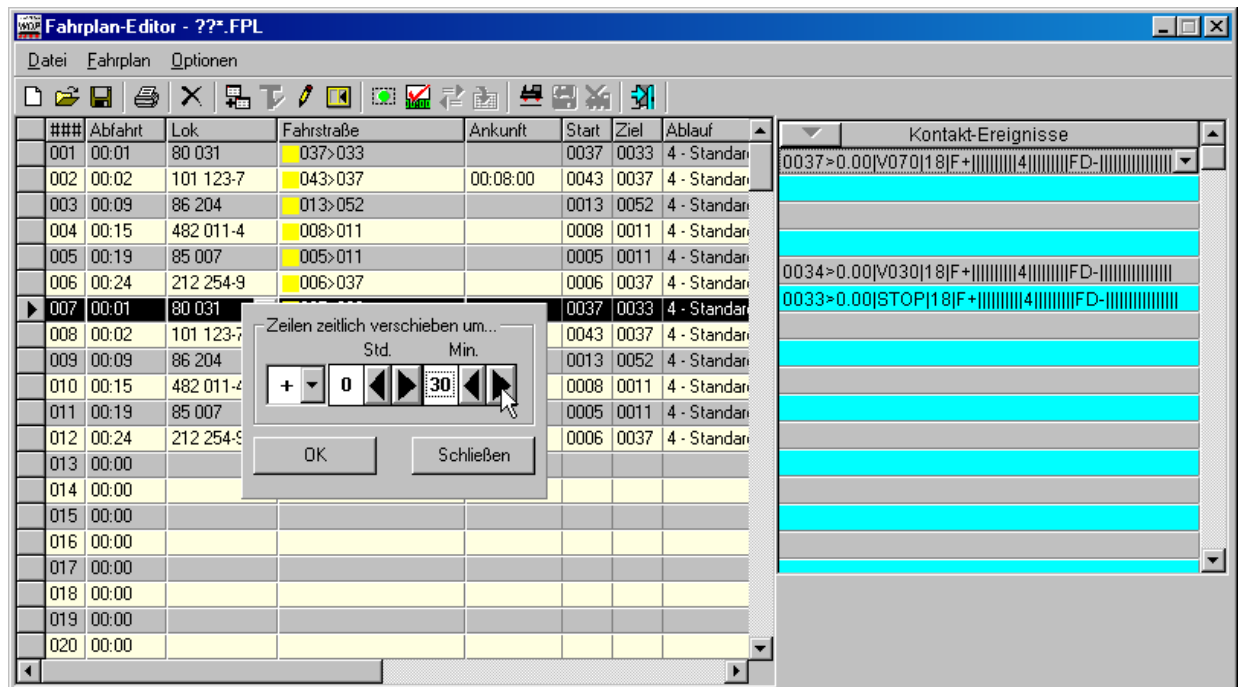 Fahrplan-Editor - ??*.FPL
Datei Fahrplan Optionen
### Abfahrt Lok Fahrstraße Ankunft Start Ziel Ablauf
001 00:01 80 031 037>033 0037 0033 4 - Standar
002 00:02 101 123-7 043>037 00:08:00 0043 0037 4 - Standar
003 00:09 86 204 013>052 0013 0052 4 - Standar
004 00:15 482 011-4 008>011 0008 0011 4 - Standar
005 00:19 85 007 005>011 0005 0011 4 - Standar
006 00:24 212 254-9 006>037 0006 0037 4 - Standar
007 00:01 80 031 0037 0033 4 - Standar
008 00:02 101 123-7 0043 0037 4 - Standar
009 00:09 86 204 0013 0052 4 - Standar
010 00:15 482 011-4 0008 0011 4 - Standar
011 00:19 85 007 0005 0011 4 - Standar
012 00:24 212 254-9 0006 0037 4 - Standar
013 00:00
014 00:00
015 00:00
016 00:00
017 00:00
018 00:00
019 00:00
020 00:00
Zeilen zeitlich verschieben um...
Std. Min.
+ 0 30
OK Schließen
Kontakt-Ereignisse
0037>0.00|V070|18|F+|||||||||4||||||||FD-|||||||||||||||
0034>0.00|V030|18|F+|||||||||4||||||||FD-|||||||||||||||
0033>0.00|STOP|18|F+|||||||||4||||||||FD-|||||||||||||||